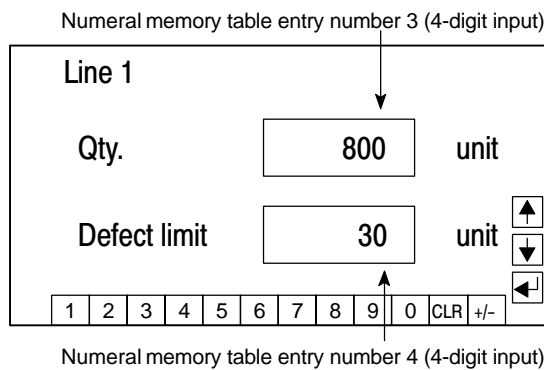 Numeral memory table entry number 3 (4-digit input)
Line 1
Qty. 800 unit
Defect limit 30 unit
1 2 3 4 5 6 7 8 9 0 CLR +/−
Numeral memory table entry number 4 (4-digit input)